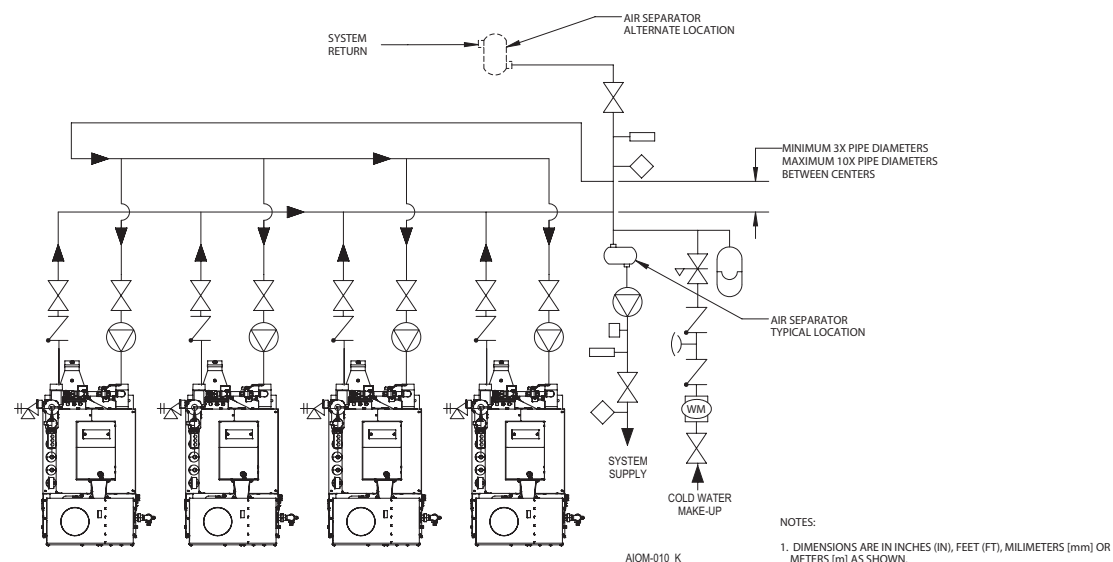 AIR SEPARATOR
ALTERNATE LOCATION
SYSTEM
RETURN
MINIMUM 3X PIPE DIAMETERS
MAXIMUM 10X PIPE DIAMETERS
BETWEEN CENTERS
AIR SEPARATOR
TYPICAL LOCATION
WM
SYSTEM
SUPPLY
COLD WATER
MAKE-UP
NOTES:
1. DIMENSIONS ARE IN INCHES (IN), FEET (FT), MILIMETERS [mm] OR
METERS [m] AS SHOWN.
AIOM-010_K